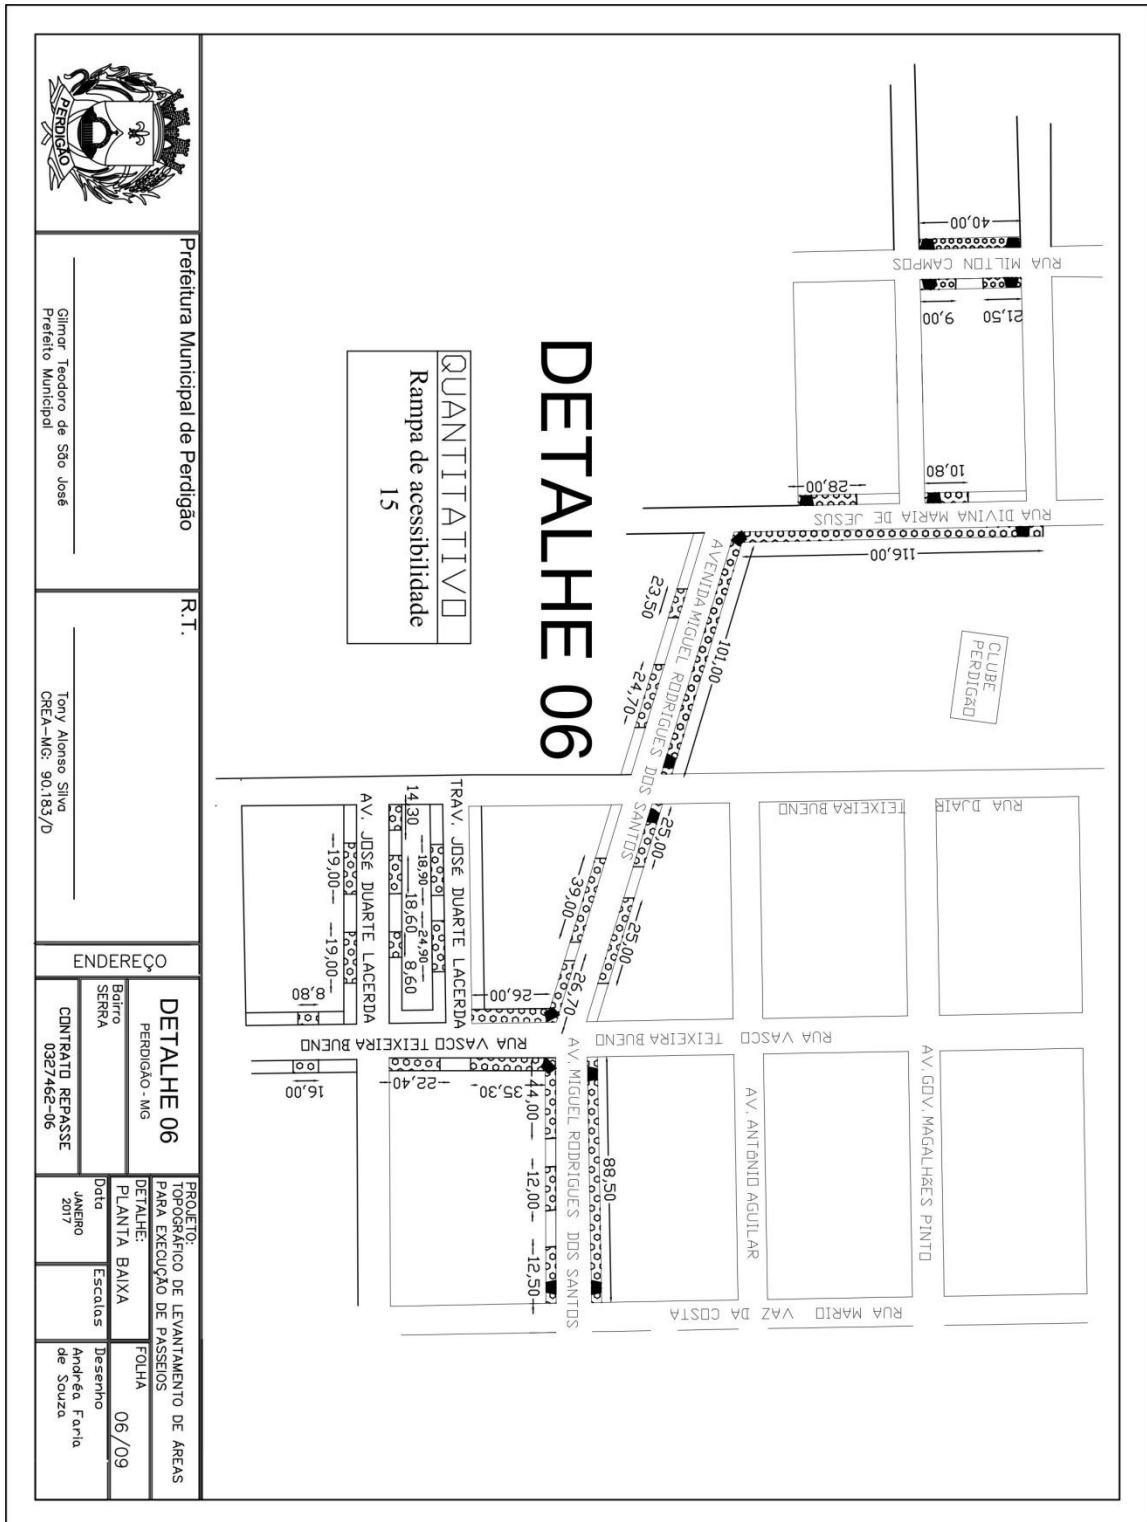 PERDIGÃO
Prefeitura Municipal de Perdigão
Gilmar Teodoro de São José
Prefeito Municipal
R.T.
Tony Alonso Silva
CREA-MG: 90.183/D
ENDEREÇO
DETALHE 06
PERDIGÃO - MG
Bairro
SERRA
CONTRATO REPASSE
0327462-06
PROJETO:
TOPOGRÁFICO DE LEVANTAMENTO DE ÁREAS
PARA EXECUÇÃO DE PASSEIOS
DETALHE:
PLANTA BAIXA
FOLHA
06/09
Data
JANEIRO
2017
Escalas
Desenho
Andréa Faria
de Souza
DETALHE 06
QUANTITATIVO
Rampa de acessibilidade
15
40,00
RUA MILTON CAMPOS
9,00
21,50
28,00
10,80
RUA DIVINA MARIA DE JESUS
116,00
AVENIDA MIGUEL RODRIGUES DOS SANTOS
101,00
23,50
24,70
CLUBE
PERDIGÃO
RUA DJAIR TEIXEIRA BUENO
25,00
25,00
39,00
26,70
TRAV. JOSÉ DUARTE LACERDA
14,30
18,90
24,90
18,60
8,60
AV. JOSÉ DUARTE LACERDA
19,00
19,00
8,80
26,00
RUA VASCO TEIXEIRA BUENO
RUA VASCO TEIXEIRA BUENO
16,00
22,40
35,30
44,00
12,00
12,50
AV. MIGUEL RODRIGUES DOS SANTOS
88,50
AV. ANTÔNIO AGUILAR
AV. GOV. MAGALHÃES PINTO
RUA MARIO VAZ DA COSTA